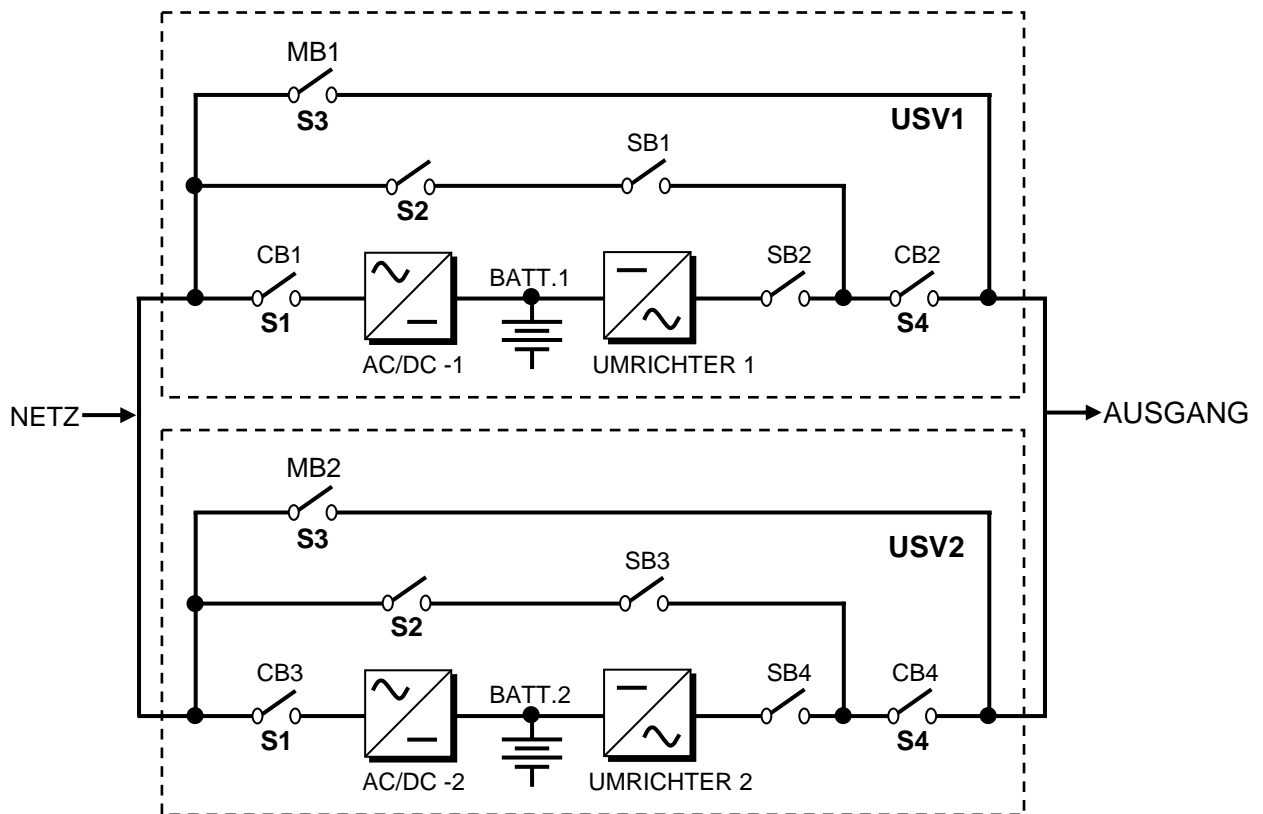 MB1
S3
USV1
SB1
S2
CB1
BATT.1
SB2
CB2
S1
S4
AC/DC -1
UMRICHTER 1
NETZ
AUSGANG
MB2
S3
USV2
SB3
S2
CB3
BATT.2
SB4
CB4
S1
S4
AC/DC -2
UMRICHTER 2